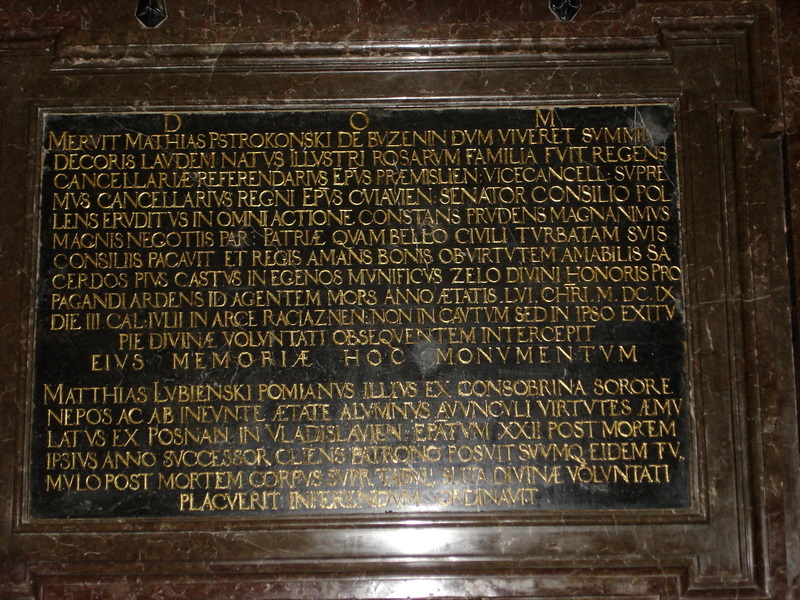 D O M
MERVIT MATHIAS PSTROKONSKI DE BVZENIN DVM VIVERET SVMMI
DECORIS LAVDEM NATVS ILLVSTRI ROSARVM FAMILIA FVIT REGENS
CANCELLARIÆ REFERENDARIVS EPVS PRÆMISLIEN: VICECANCELL: SVPRE
MVS CANCELLARIVS REGNI EPVS CVIAVIEN: SENATOR CONSILIO POL
LENS ERVDITVS IN OMNI ACTIONE CONSTANS PRVDENS MAGNANIMVS
MAGNIS NEGOTIIS PAR: PATRIÆ QVAM BELLO CIVILI TVRBATAM SVIS
CONSILIIS PACAVIT ET REGIS AMANS BONIS OB VIRTVTEM AMABILIS SA
CERDOS PIVS CASTVS IN EGENOS MVNIFICVS ZELO DIVINI HONORIS PRO
PAGANDI ARDENS ID AGENTEM MORS ANNO ÆTATIS LVI. CHRI. M. DC. IX
DIE III CAL: IVLII IN ARCE RACIAZNEN: NON IN CAVTVM SED IN IPSO EXITV
PIE DIVINÆ VOLVNTATI OBSEQVENTEM INTERCEPIT
EIVS MEMORIÆ HOC MONVMENTVM
MATTHIAS LVBIENSKI POMIANVS ILLIVS EX CONSOBRINA SORORE
NEPOS AC AB INEVNTE ÆTATE ALVMNVS AVVNCVLI VIRTVTES ÆMV
LATVS EX POSNAN. IN VLADISLAVIEN: EPATVM XXII POST MORTEM
IPSIVS ANNO SVCCESSOR CLIENS PATRONO POSVIT SVVMQ. EIDEM TV.
MVLO POST MORTEM CORPVS SVPR. TABVL. SI ITA DIVINÆ VOLVNTATI
PLACVERIT INFERENDVM ORDINAVIT